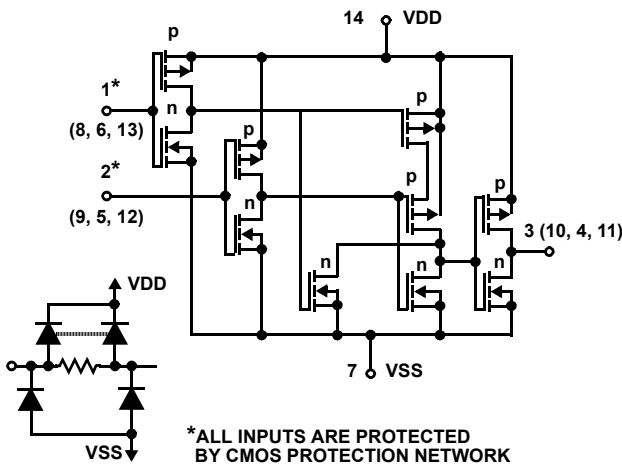 14 VDD
p
1*
n
p
(8, 6, 13)
p
2*
p
n
p
(9, 5, 12)
3 (10, 4, 11)
n
n
n
VDD
7 VSS
VSS
*ALL INPUTS ARE PROTECTED
BY CMOS PROTECTION NETWORK